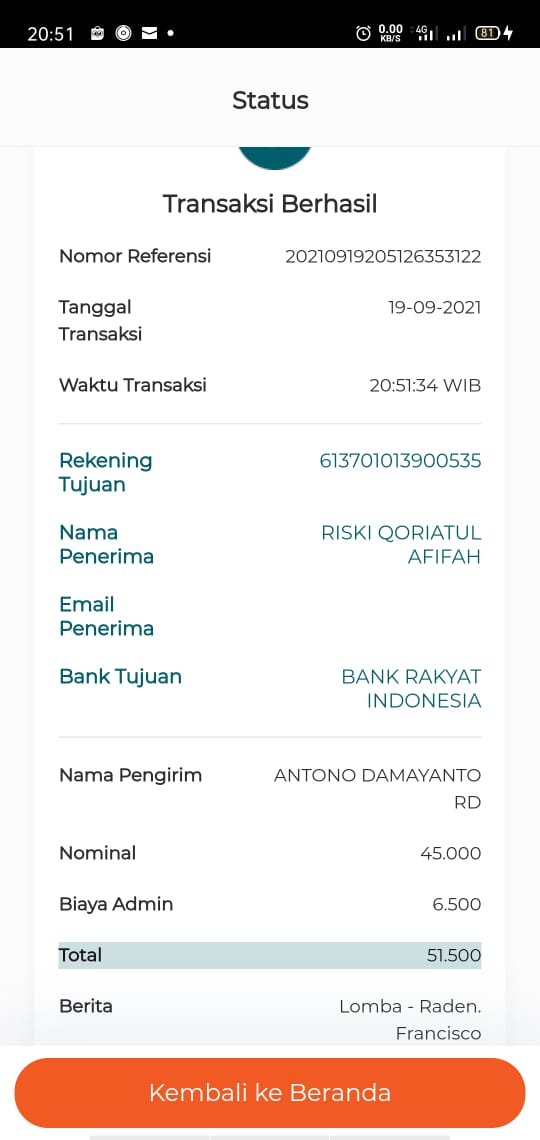 20:51 0.00 KB/S 4G 81
Status
Transaksi Berhasil
Nomor Referensi 20210919205126353122
Tanggal Transaksi 19-09-2021
Waktu Transaksi 20:51:34 WIB
Rekening Tujuan 613701013900535
Nama Penerima RISKI QORIATUL AFIFAH
Email Penerima
Bank Tujuan BANK RAKYAT INDONESIA
Nama Pengirim ANTONO DAMAYANTO RD
Nominal 45.000
Biaya Admin 6.500
Total 51.500
Berita Lomba - Raden. Francisco
Kembali ke Beranda